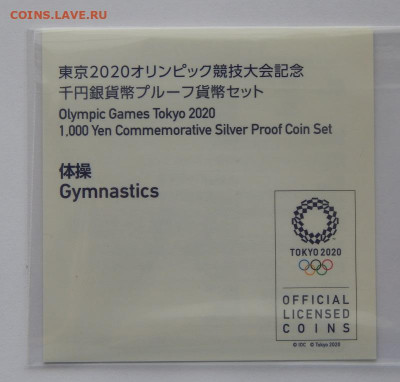 COINS.LAVE.RU
東京2020オリンピック競技大会記念
千円銀貨幣プルーフ貨幣セット
Olympic Games Tokyo 2020
1,000 Yen Commemorative Silver Proof Coin Set
体操
Gymnastics
TOKYO 2020
OFFICIAL
LICENSED
COINS
© IOC © Tokyo 2020